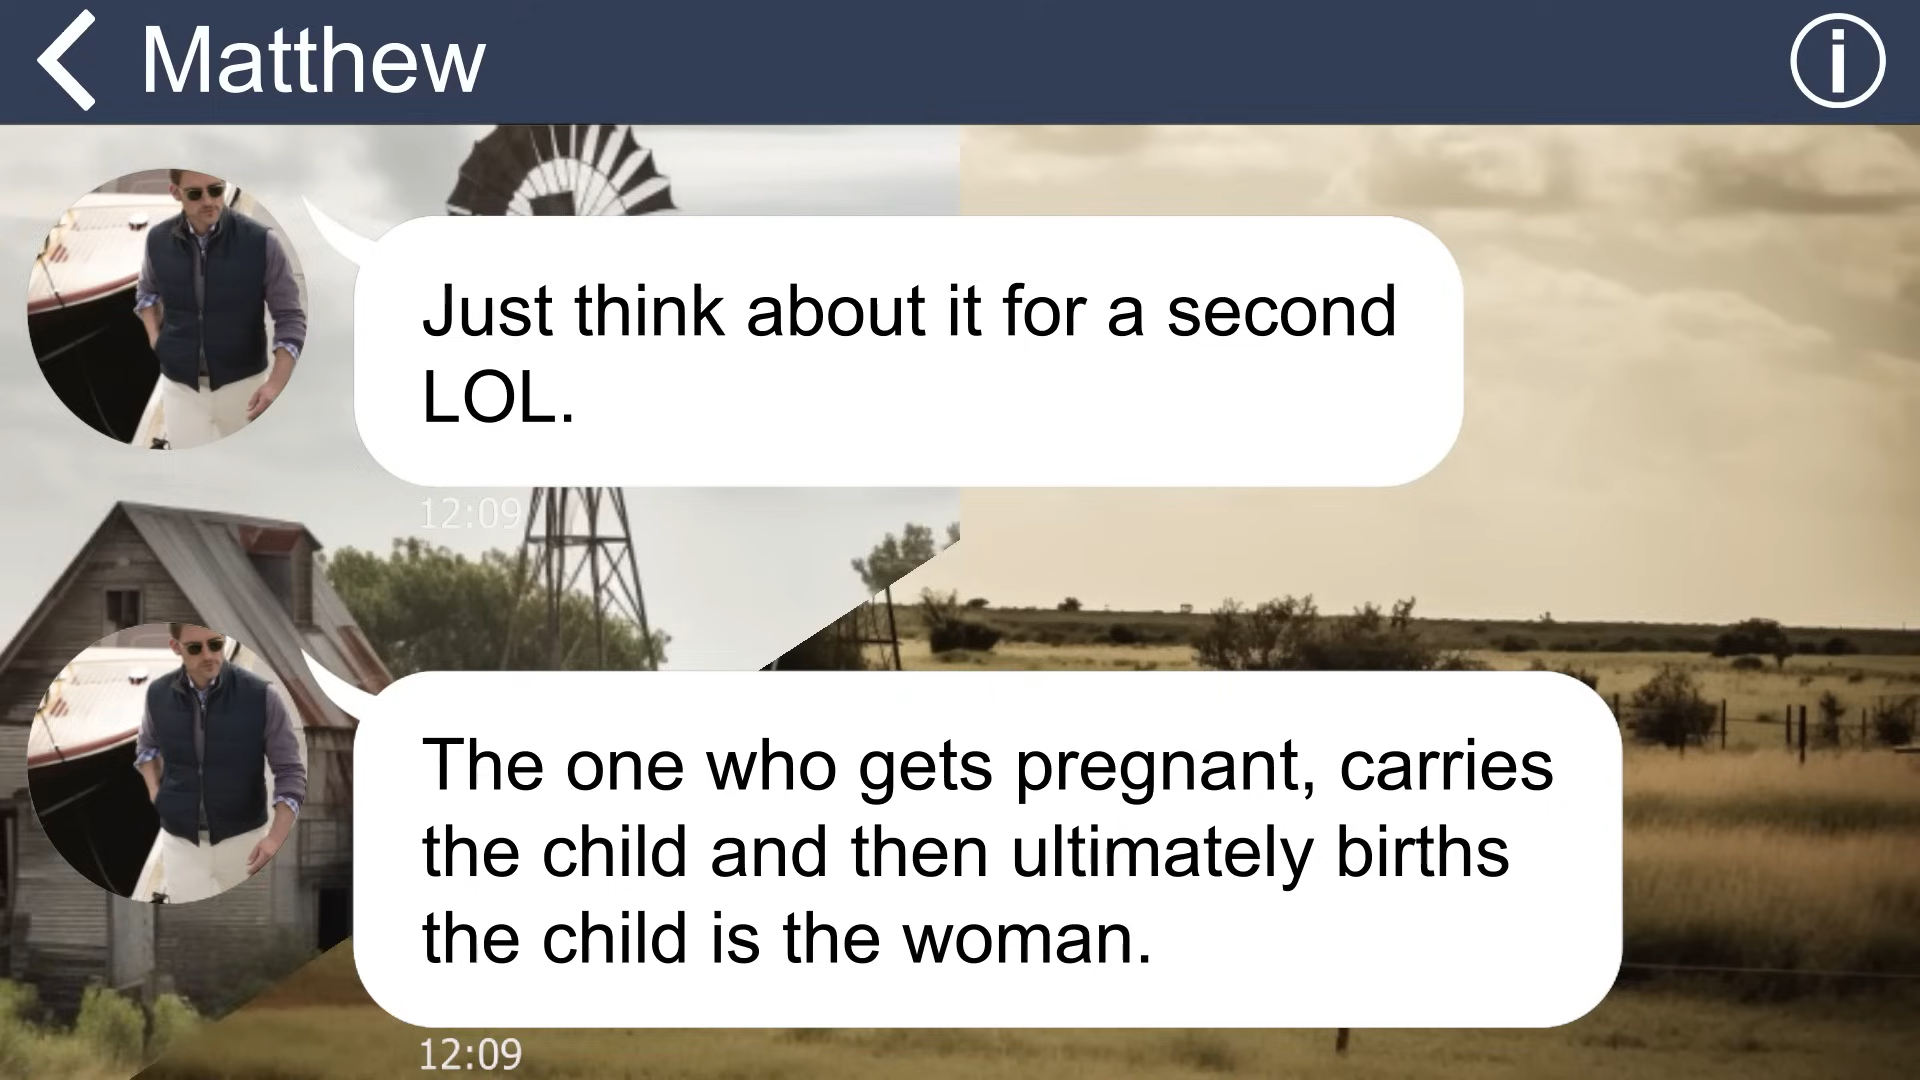 Matthew
Just think about it for a second
LOL.
12:09
The one who gets pregnant, carries
the child and then ultimately births
the child is the woman.
12:09